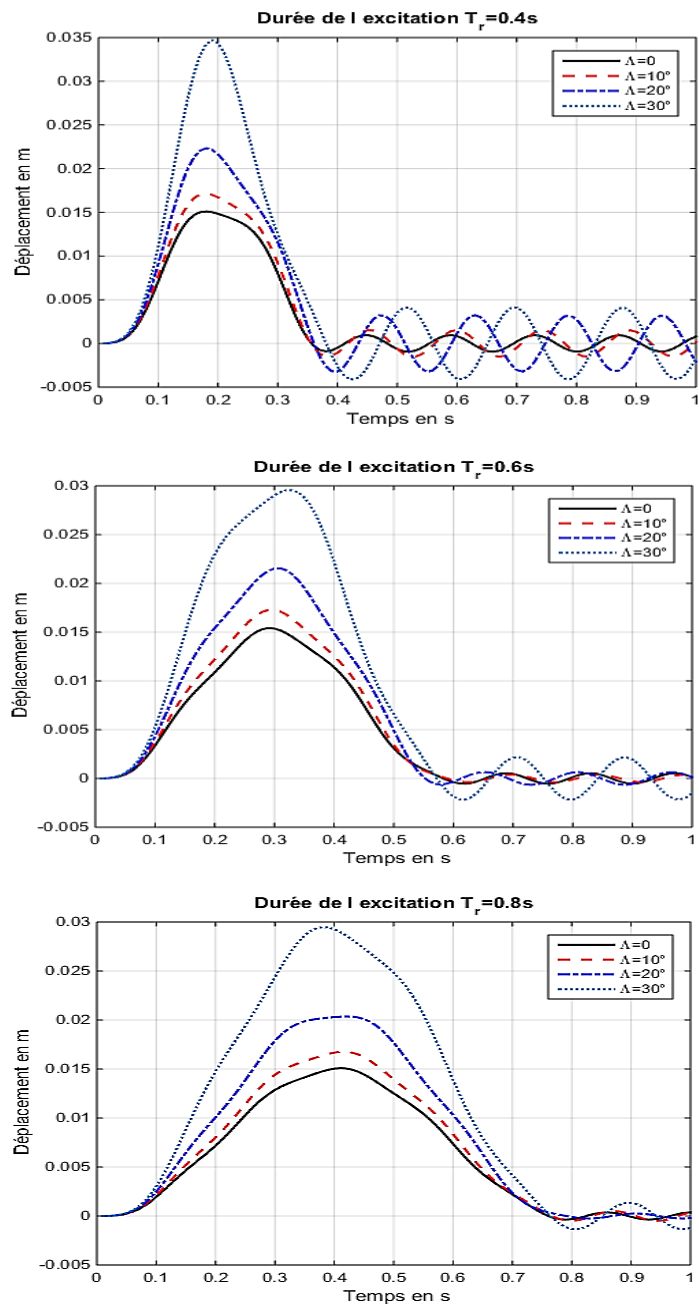 Durée de l excitation T_r=0.4s
Déplacement en m
0.035
0.03
0.025
0.02
0.015
0.01
0.005
0
-0.005
Λ=0
Λ=10°
Λ=20°
Λ=30°
0 0.1 0.2 0.3 0.4 0.5 0.6 0.7 0.8 0.9 1
Temps en s
Durée de l excitation T_r=0.6s
Déplacement en m
0.03
0.025
0.02
0.015
0.01
0.005
0
-0.005
Λ=0
Λ=10°
Λ=20°
Λ=30°
0 0.1 0.2 0.3 0.4 0.5 0.6 0.7 0.8 0.9 1
Temps en s
Durée de l excitation T_r=0.8s
Déplacement en m
0.03
0.025
0.02
0.015
0.01
0.005
0
-0.005
Λ=0
Λ=10°
Λ=20°
Λ=30°
0 0.1 0.2 0.3 0.4 0.5 0.6 0.7 0.8 0.9 1
Temps en s